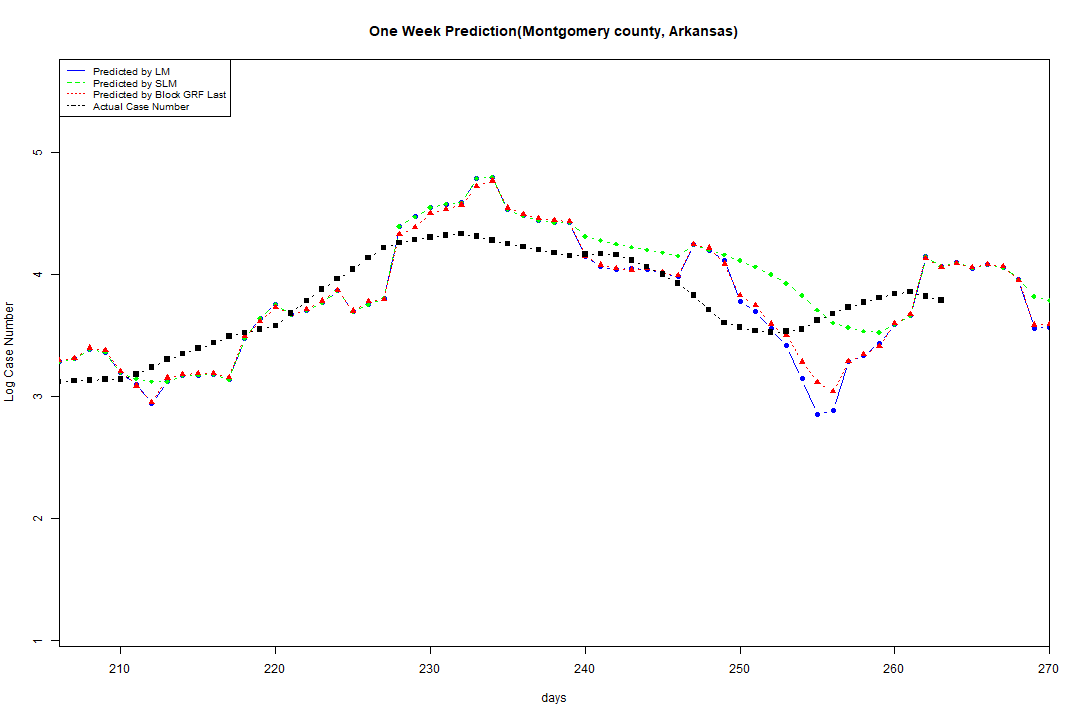 One Week Prediction(Montgomery county, Arkansas)
Predicted by LM
Predicted by SLM
Predicted by Block GRF Last
Actual Case Number
5
4
3
2
1
Log Case Number
210 220 230 240 250 260 270
days